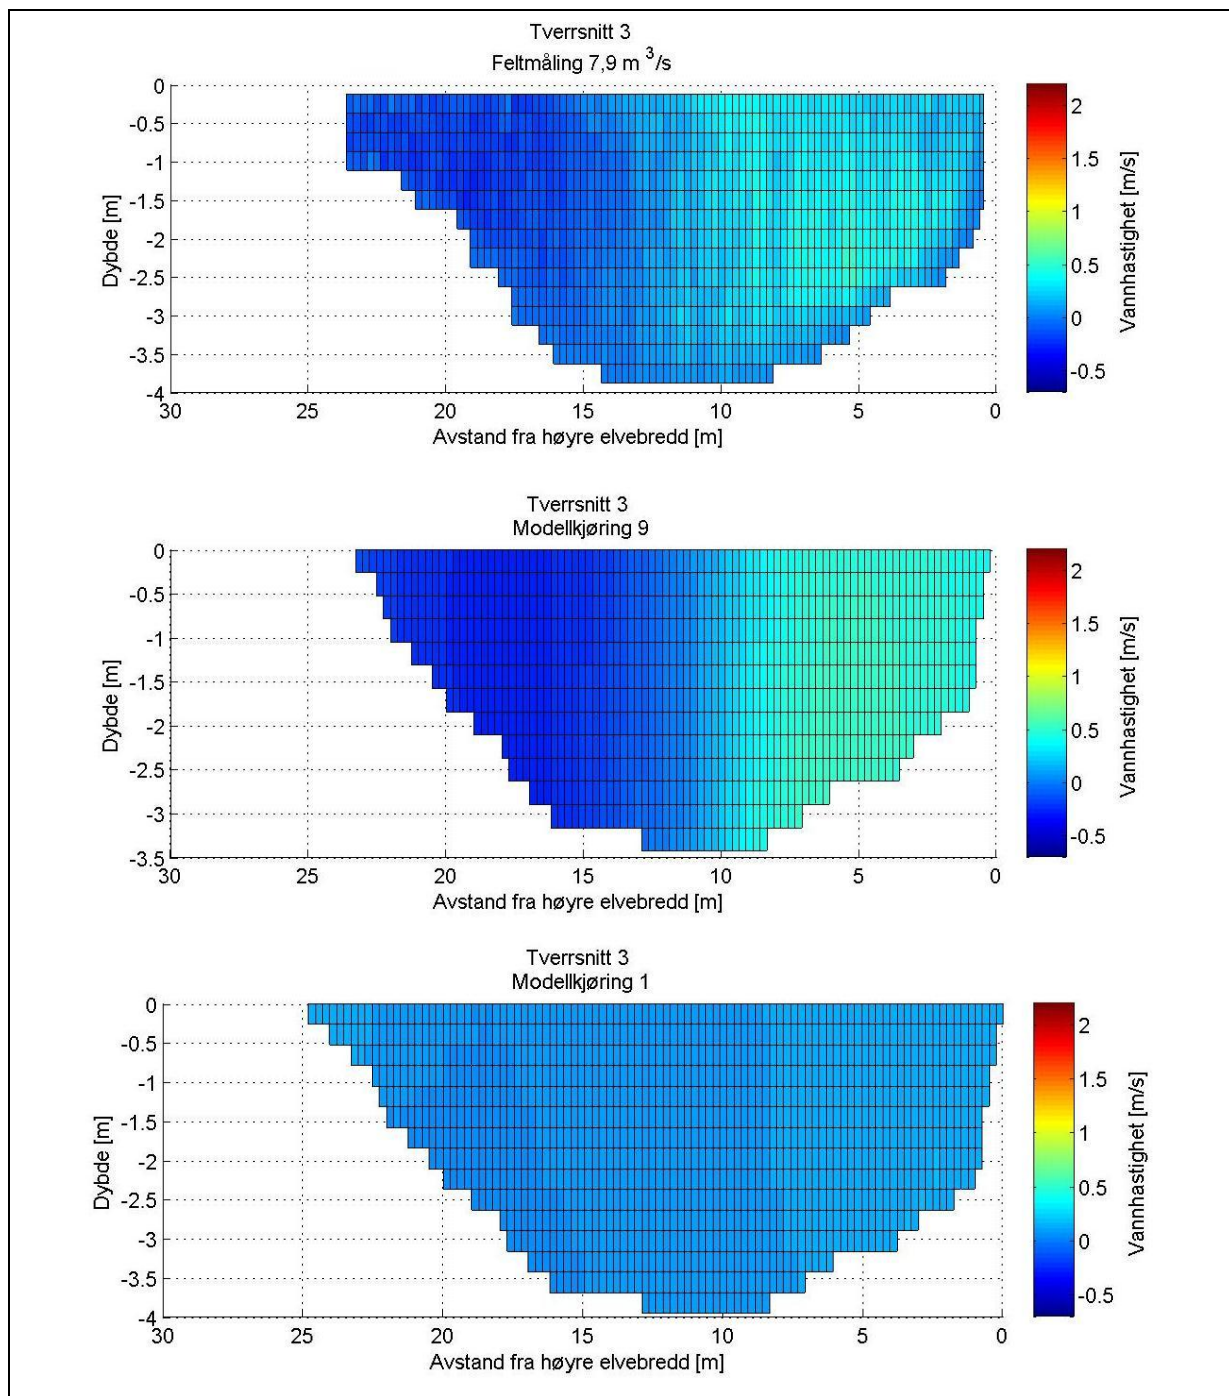 Tverrsnitt 3
Feltmåling 7,9 m³/s
0
-0.5
-1
-1.5
-2
-2.5
-3
-3.5
-4
30 25 20 15 10 5 0
Avstand fra høyre elvebredd [m]
Dybde [m]
2
1.5
1
0.5
0
-0.5
Vannhastighet [m/s]
Tverrsnitt 3
Modellkjøring 9
0
-0.5
-1
-1.5
-2
-2.5
-3
-3.5
30 25 20 15 10 5 0
Avstand fra høyre elvebredd [m]
Dybde [m]
2
1.5
1
0.5
0
-0.5
Vannhastighet [m/s]
Tverrsnitt 3
Modellkjøring 1
0
-0.5
-1
-1.5
-2
-2.5
-3
-3.5
-4
30 25 20 15 10 5 0
Avstand fra høyre elvebredd [m]
Dybde [m]
2
1.5
1
0.5
0
-0.5
Vannhastighet [m/s]